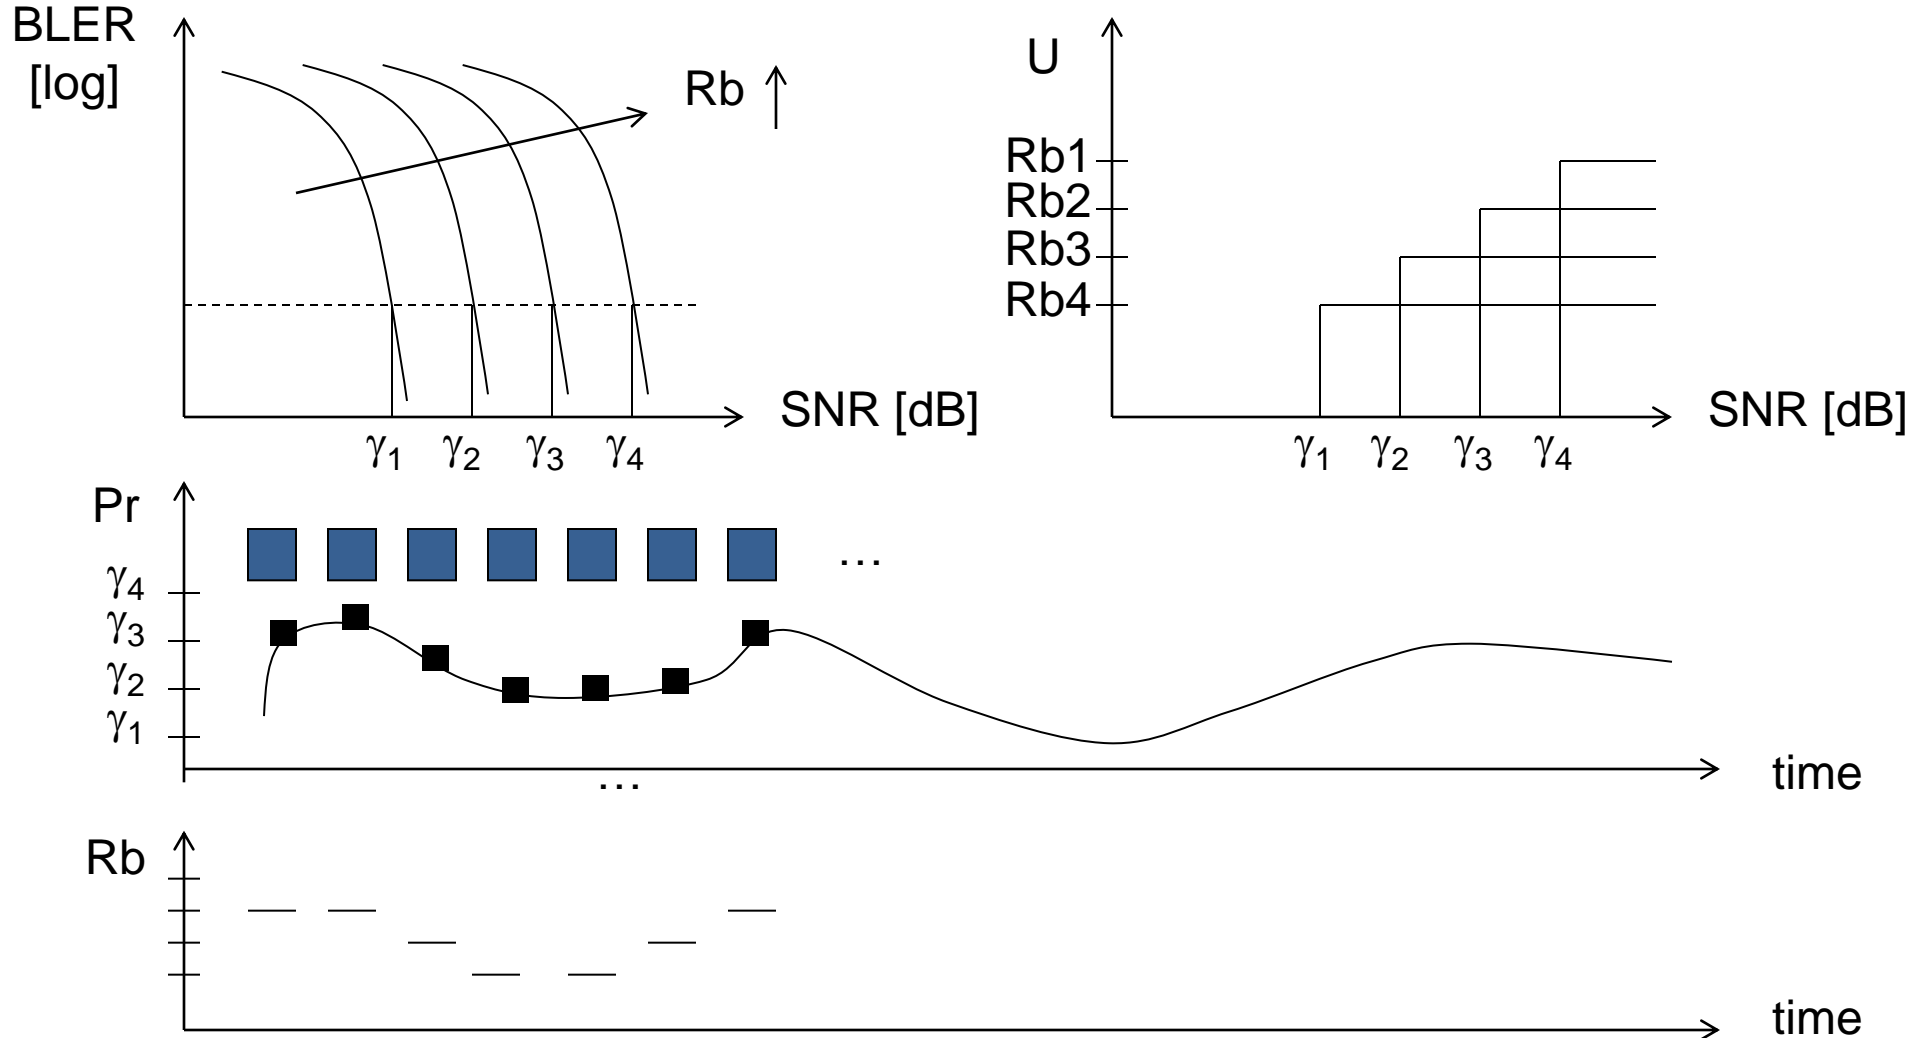 BLER
[log]
Rb
SNR [dB]
γ1 γ2 γ3 γ4
U
Rb1
Rb2
Rb3
Rb4
SNR [dB]
γ1 γ2 γ3 γ4
Pr
...
γ4
γ3
γ2
γ1
time
...
Rb
time